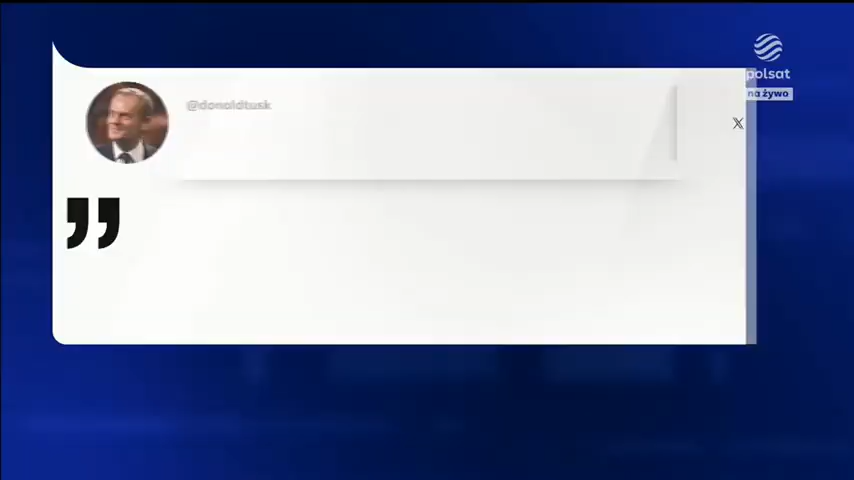 polsat
na żywo
@donaldtusk
X
”